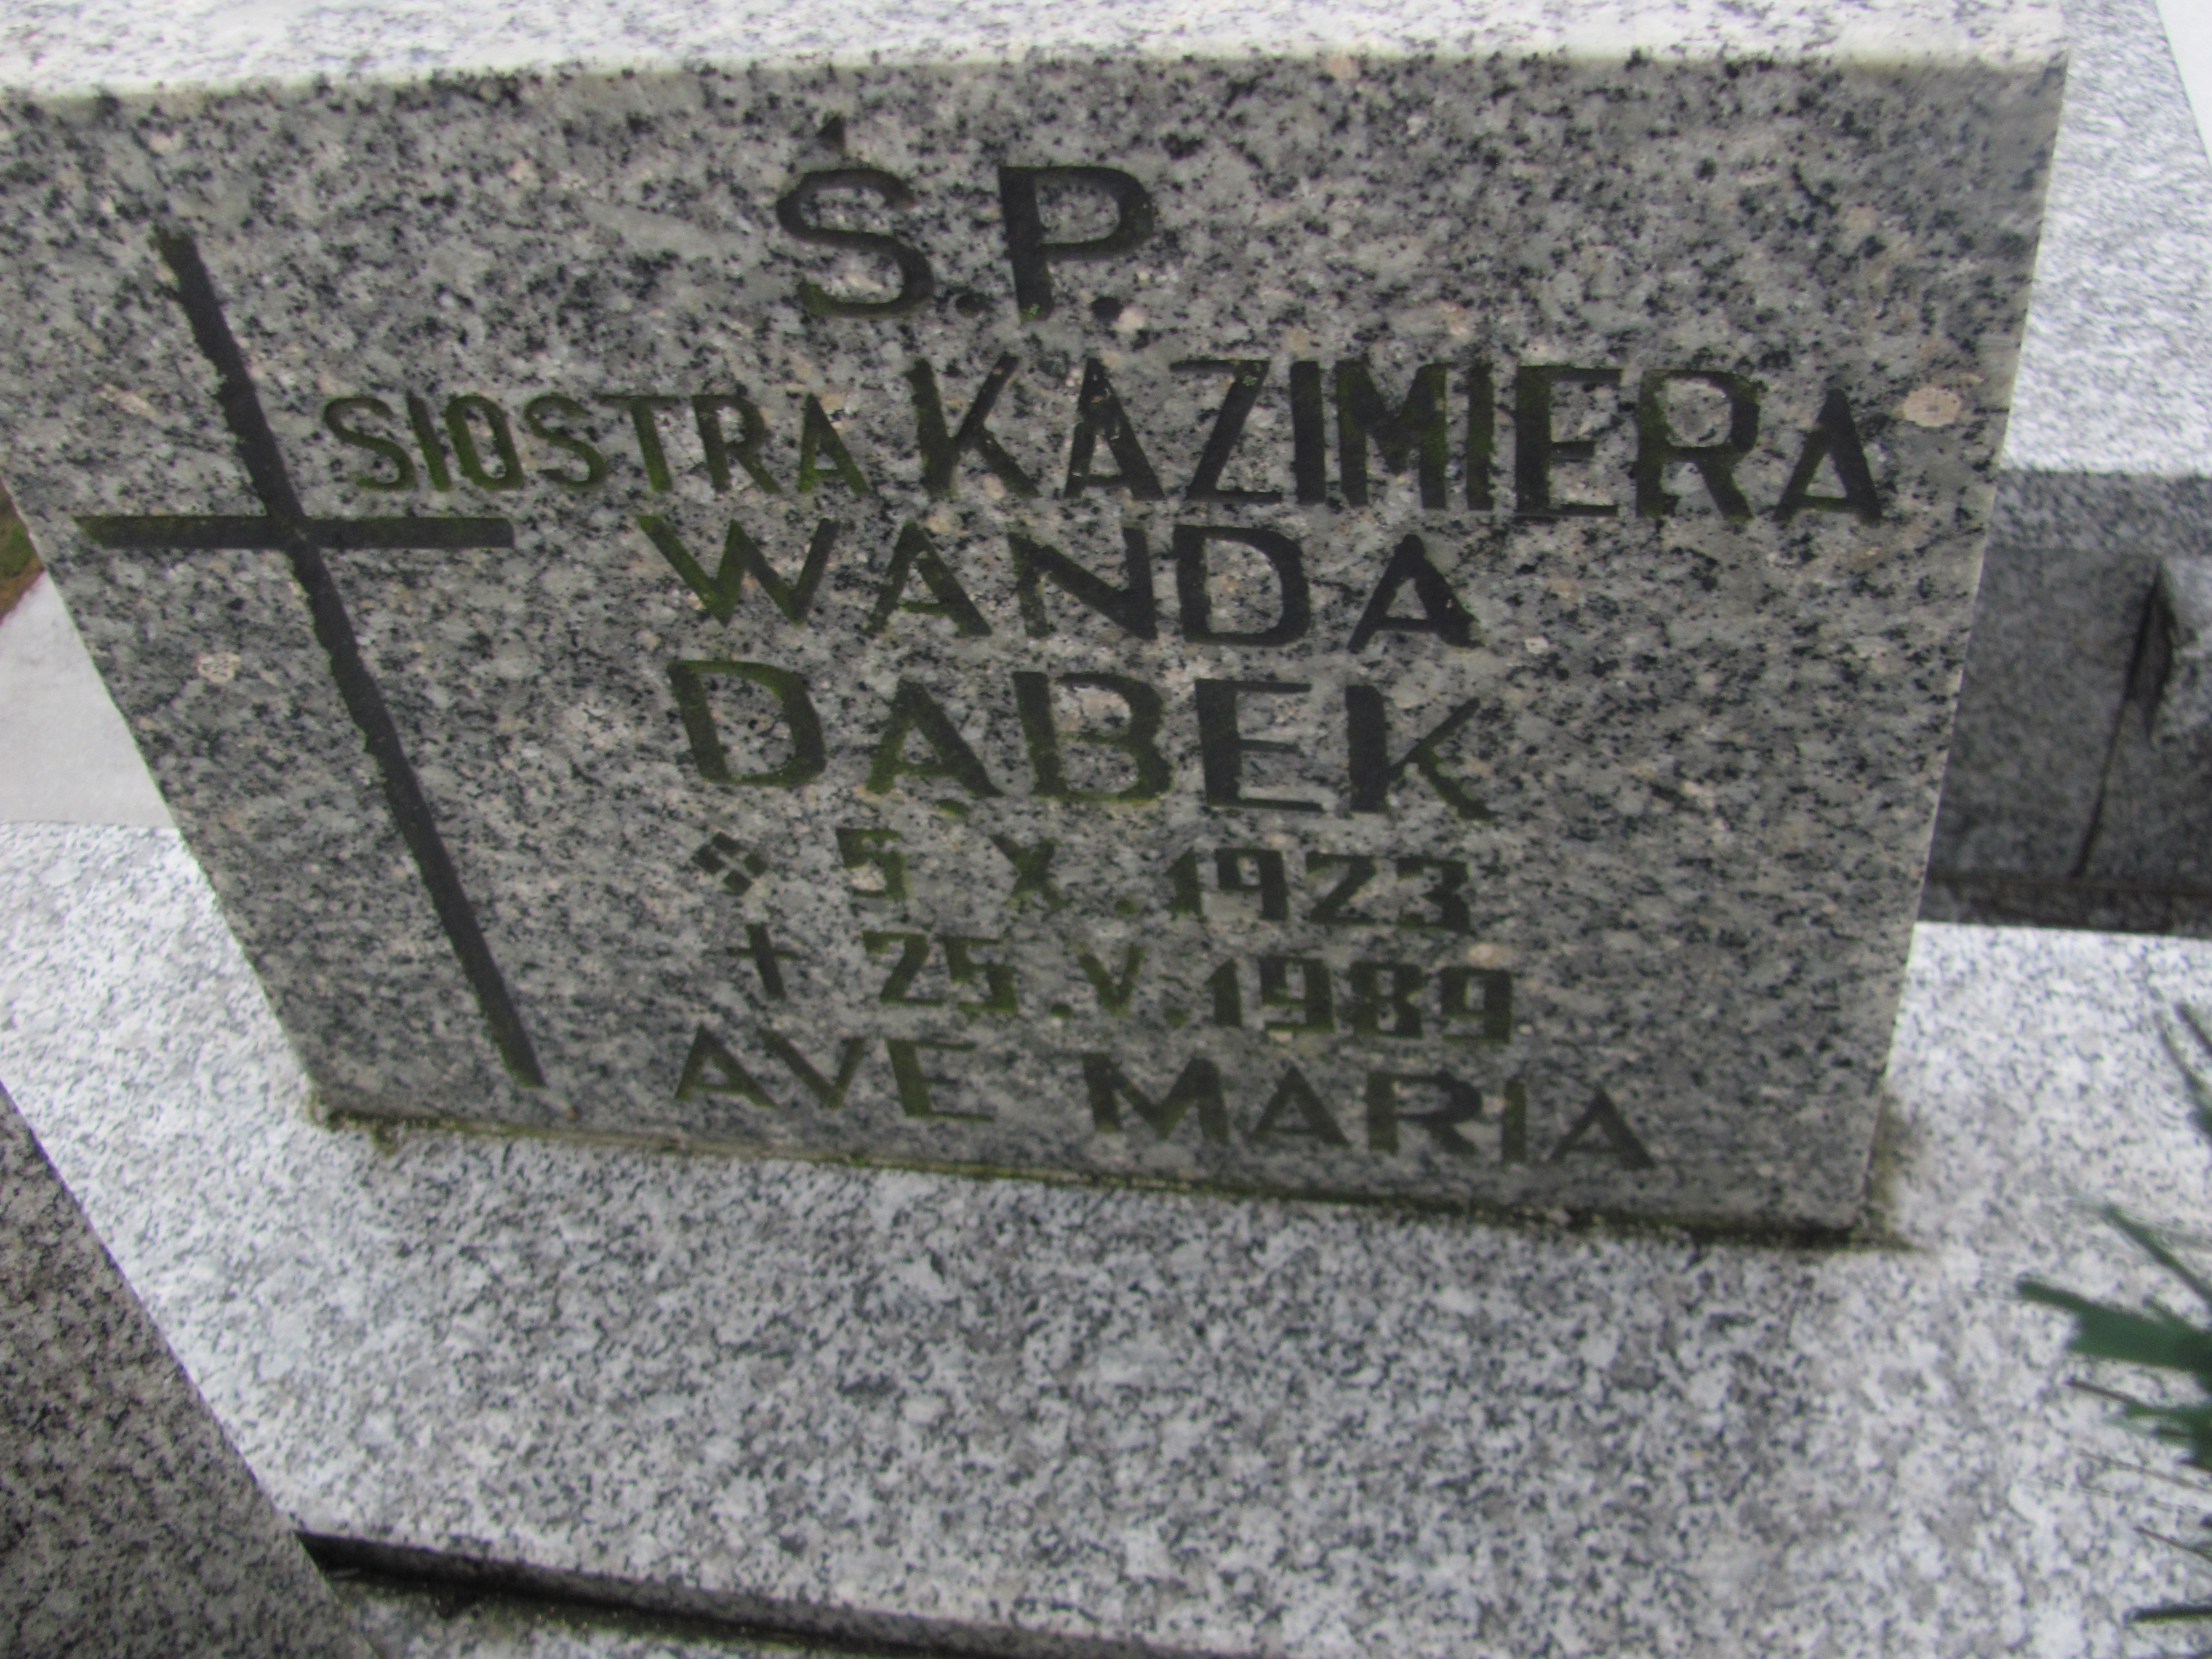 Ś.P.
SIOSTRA KAZIMIERA
WANDA
DĄBEK
5. X. 1923
+ 25. V. 1989
AVE MARIA